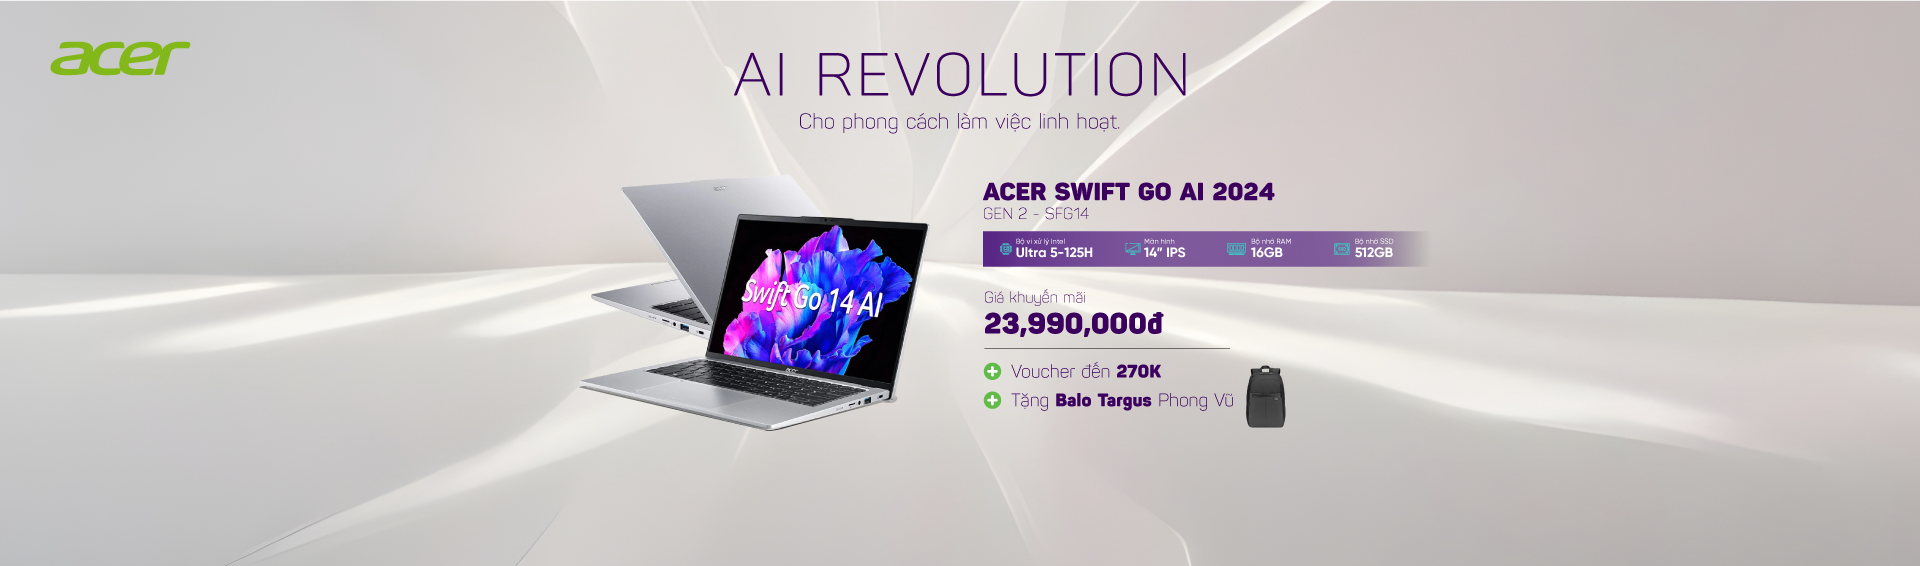 acer
AI REVOLUTION
Cho phong cách làm việc linh hoạt.
ACER SWIFT GO AI 2024
GEN 2 - SFG14
Bộ vi xử lý Intel
Ultra 5-125H
Màn hình
14” IPS
Bộ nhớ RAM
16GB
Bộ nhớ SSD
512GB
Swift Go 14 AI
acer
Giá khuyến mãi
23,990,000đ
Voucher đến 270K
Tặng Balo Targus Phong Vũ